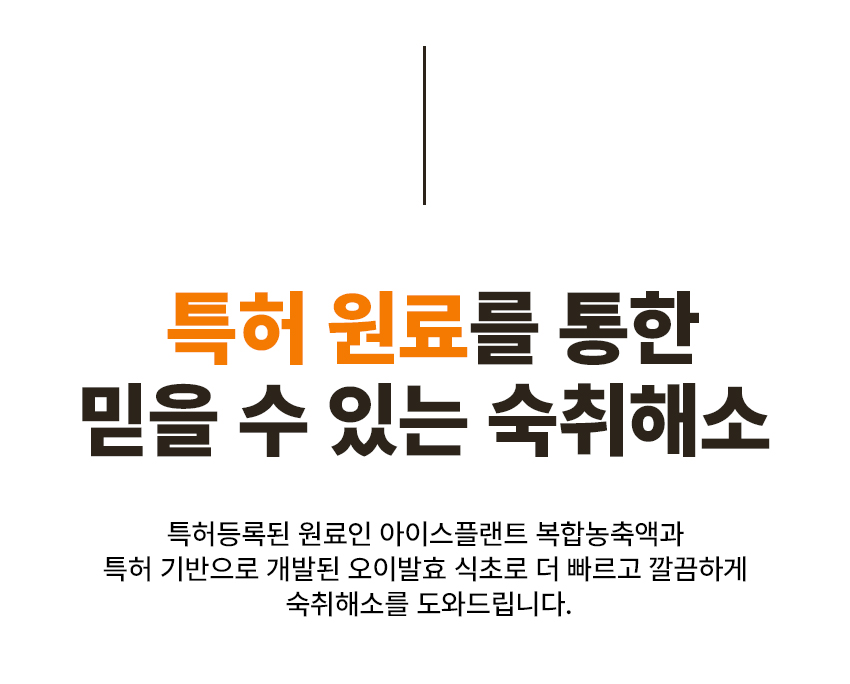 특허 원료를 통한
믿을 수 있는 숙취해소
특허등록된 원료인 아이스플랜트 복합농축액과
특허 기반으로 개발된 오이발효 식초로 더 빠르고 깔끔하게
숙취해소를 도와드립니다.